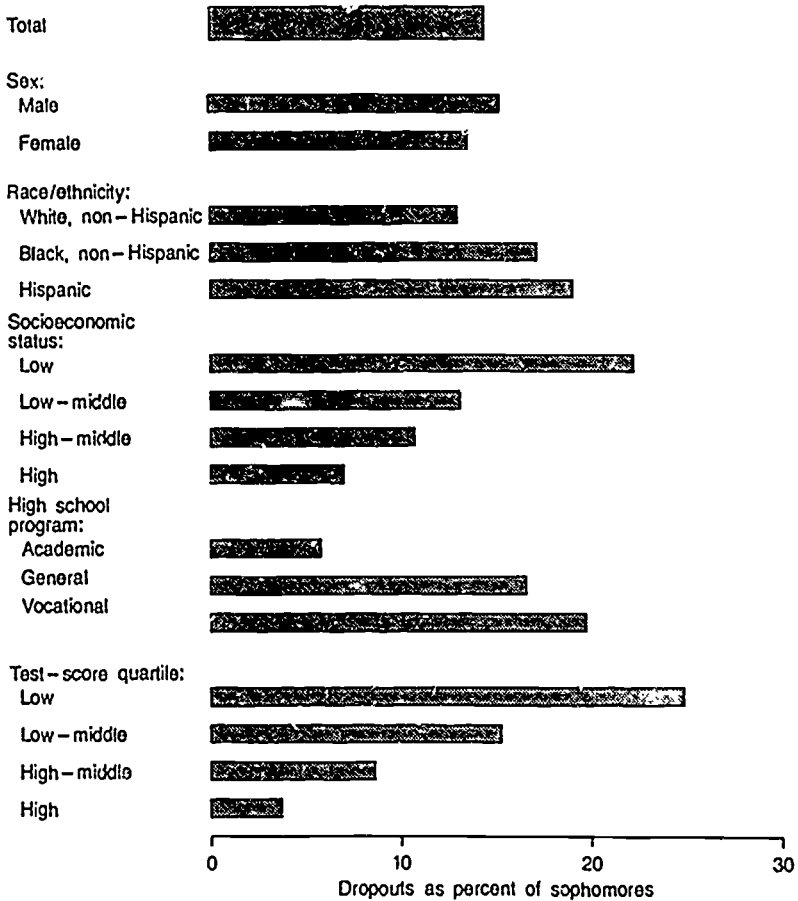 Total
Sex:
Male
Female
Race/ethnicity:
White, non-Hispanic
Black, non-Hispanic
Hispanic
Socioeconomic
status:
Low
Low-middle
High-middle
High
High school
program:
Academic
General
Vocational
Test-score quartile:
Low
Low-middle
High-middle
High
0 10 20 30
Dropouts as percent of sophomores